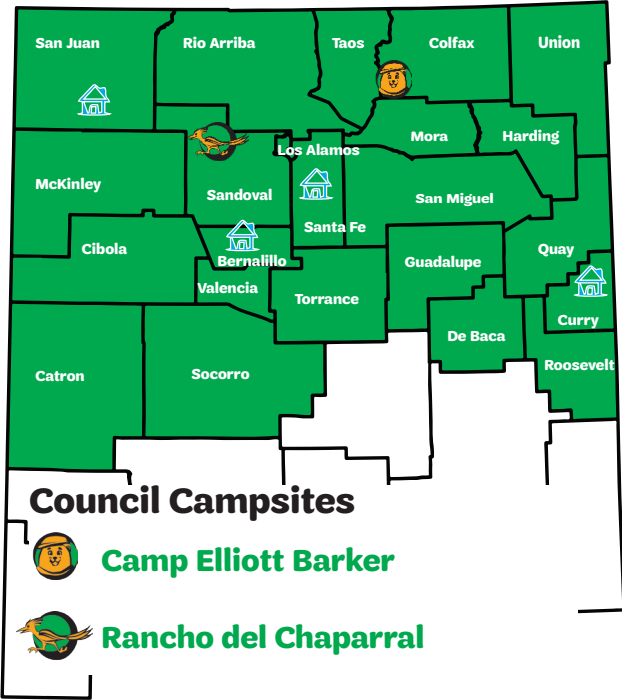 San Juan
Rio Arriba
Taos
Colfax
Union
Mora
Harding
Los Alamos
McKinley
Sandoval
San Miguel
Santa Fe
Cibola
Bernalillo
Guadalupe
Quay
Valencia
Torrance
Curry
De Baca
Catron
Socorro
Roosevelt
Council Campsites
Camp Elliott Barker
Rancho del Chaparral